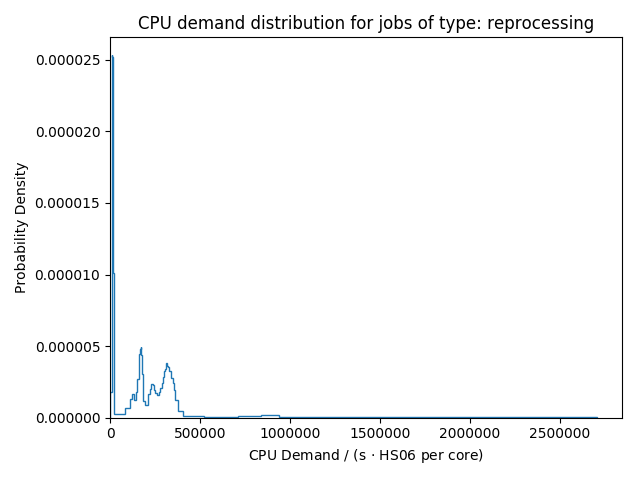 CPU demand distribution for jobs of type: reprocessing
0.000025
0.000020
0.000015
0.000010
0.000005
0.000000
Probability Density
0 500000 1000000 1500000 2000000 2500000
CPU Demand / (s · HS06 per core)